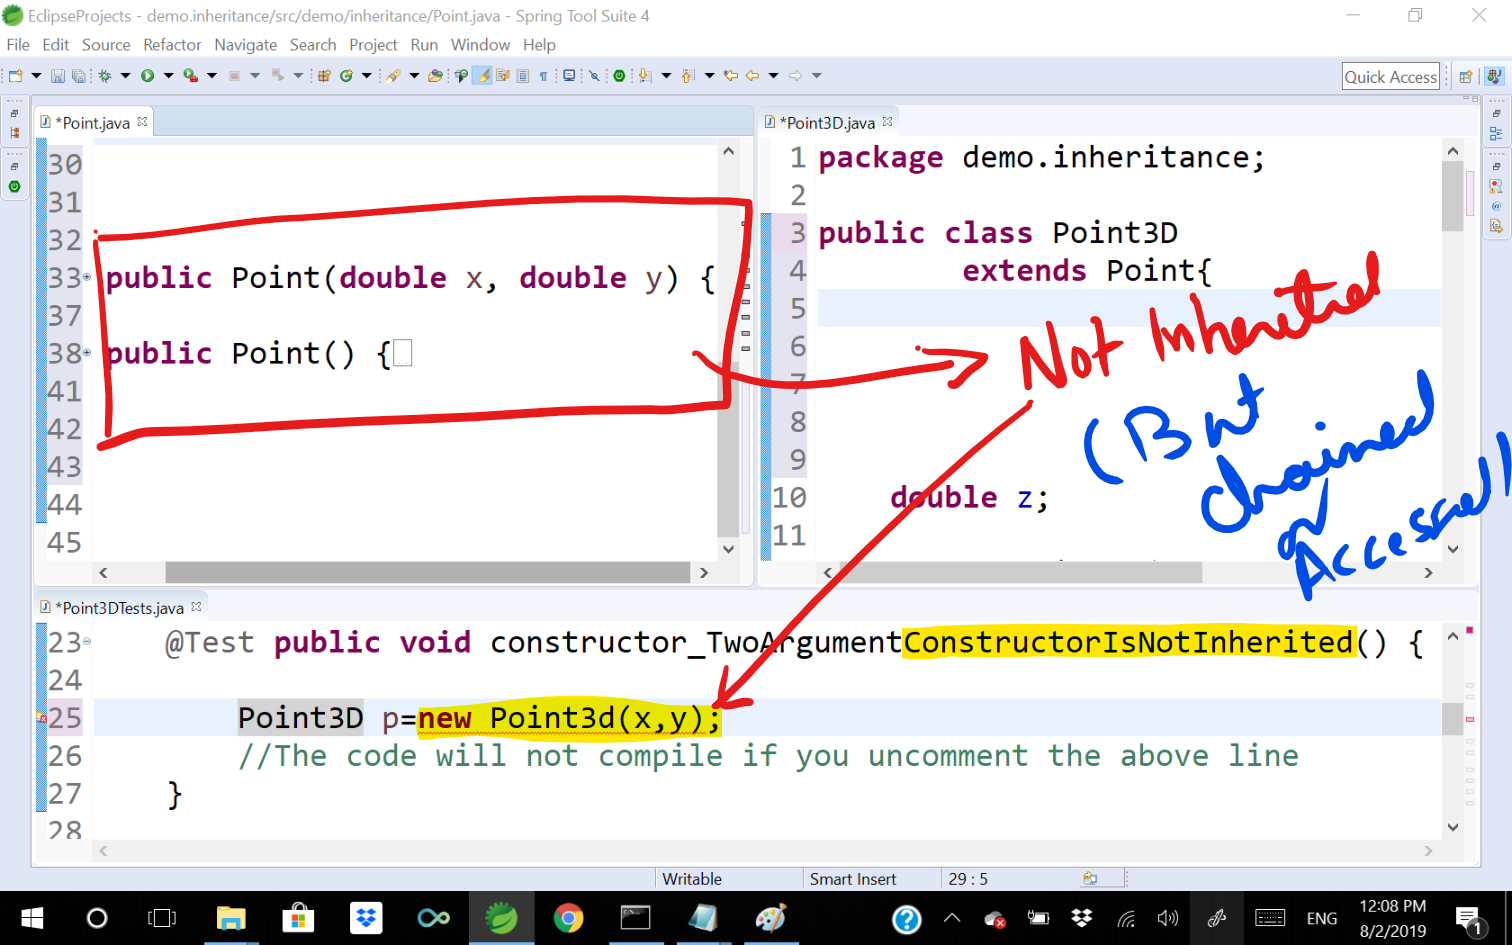 EclipseProjects - demo.inheritance/src/demo/inheritance/Point.java - Spring Tool Suite 4
File Edit Source Refactor Navigate Search Project Run Window Help
Quick Access
*Point.java
30
31
32
33 public Point(double x, double y) {
37
38 public Point() {
41
42
43
44
45
*Point3D.java
1 package demo.inheritance;
2
3 public class Point3D
4 extends Point{
5
6
7
8
9
10 double z;
11
Not Inherited
(But
chained
or
Accessed)
*Point3DTests.java
23 @Test public void constructor_TwoArgumentConstructorIsNotInherited() {
24
25 Point3D p=new Point3d(x,y);
26 //The code will not compile if you uncomment the above line
27 }
28
Writable Smart Insert 29 : 5
ENG 12:08 PM
8/2/2019
1